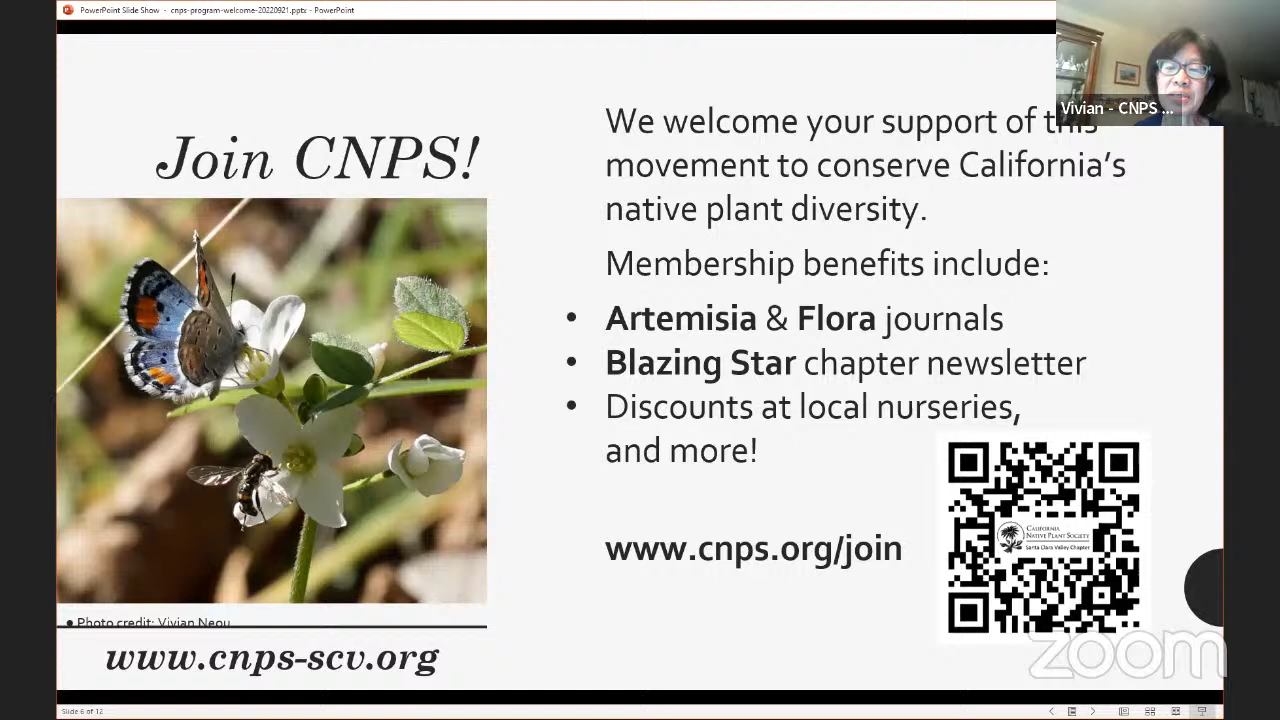 PowerPoint Slide Show - cnps-program-welcome-20220921.pptx - PowerPoint
Vivian - CNPS ...
Join CNPS!
We welcome your support of this
movement to conserve California's
native plant diversity.
Membership benefits include:
• Artemisia & Flora journals
• Blazing Star chapter newsletter
• Discounts at local nurseries,
and more!
www.cnps.org/join
CALIFORNIA
NATIVE PLANT SOCIETY
Santa Clara Valley Chapter
• Photo credit: Vivian Neou
www.cnps-scv.org
zoom
Slide 6 of 12